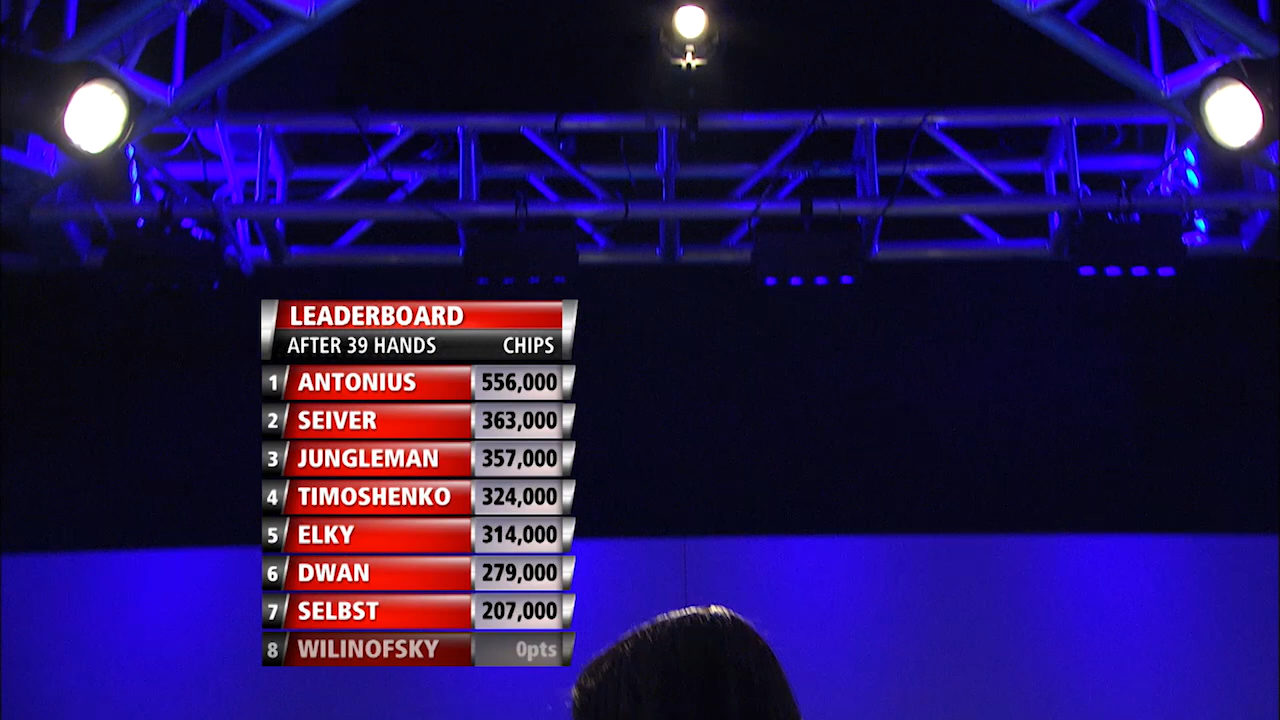 LEADERBOARD
AFTER 39 HANDS CHIPS
1 ANTONIUS 556,000
2 SEIVER 363,000
3 JUNGLEMAN 357,000
4 TIMOSHENKO 324,000
5 ELKY 314,000
6 DWAN 279,000
7 SELBST 207,000
8 WILINOFSKY 0pts